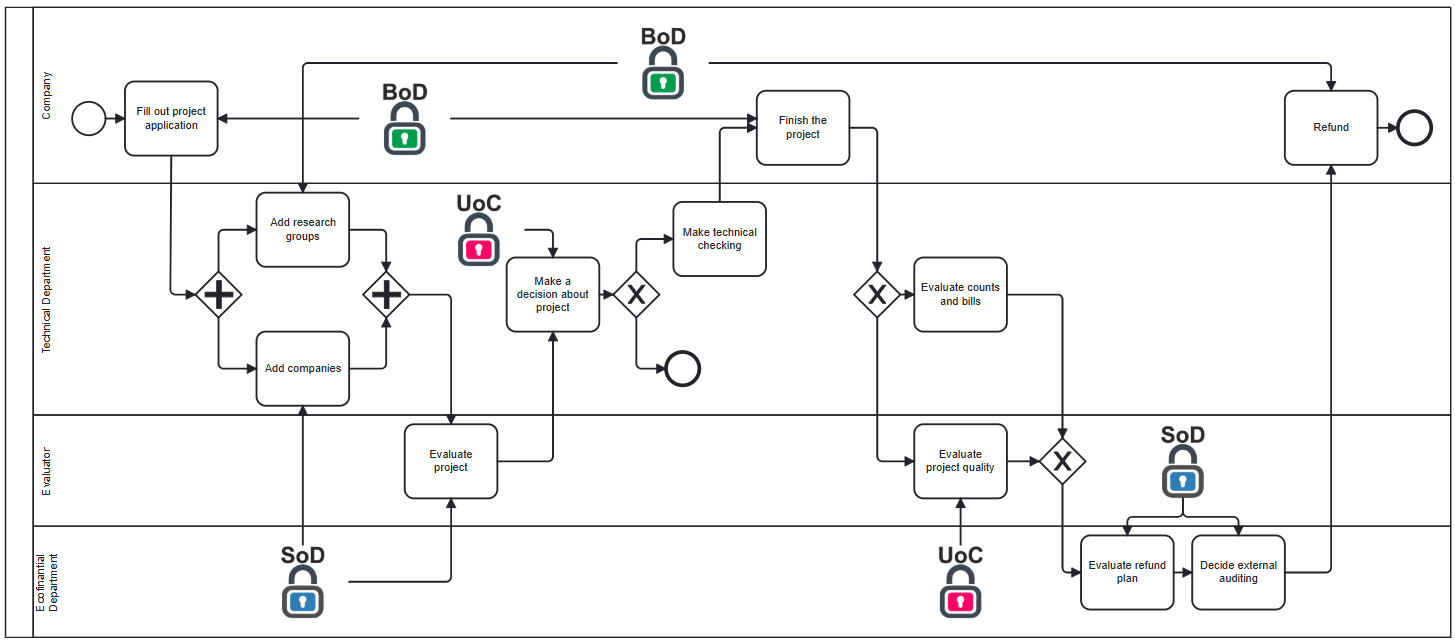 Company
BoD
BoD
Fill out project
application
Finish the
project
Refund
Technical Department
UoC
Add research
groups
Make technical
checking
Make a
decision about
project
X
X
Evaluate counts
and bills
Add companies
Evaluator
Evaluate
project
Evaluate
project quality
X
SoD
Ecofinantial
Department
SoD
UoC
Evaluate refund
plan
Decide external
auditing